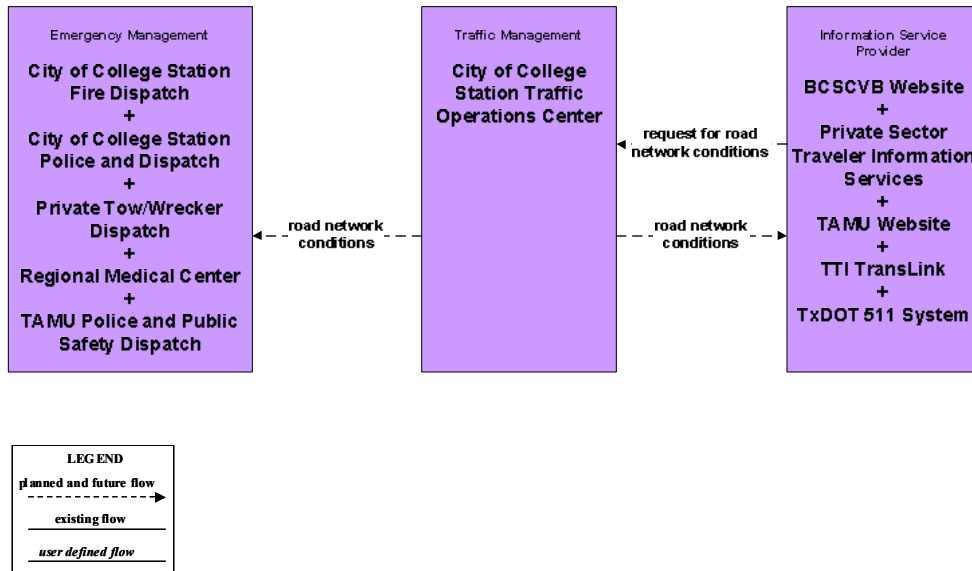 Emergency Management
City of College Station
Fire Dispatch
+
City of College Station
Police and Dispatch
+
Private Tow/Wrecker
Dispatch
+
Regional Medical Center
+
TAMU Police and Public
Safety Dispatch
road network
conditions
Traffic Management
City of College
Station Traffic
Operations Center
request for road
network conditions
road network
conditions
Information Service
Provider
BCSCVB Website
+
Private Sector
Traveler Information
Services
+
TAMU Website
+
TTI TransLink
+
TxDOT 511 System
LEGEND
planned and future flow
existing flow
user defined flow